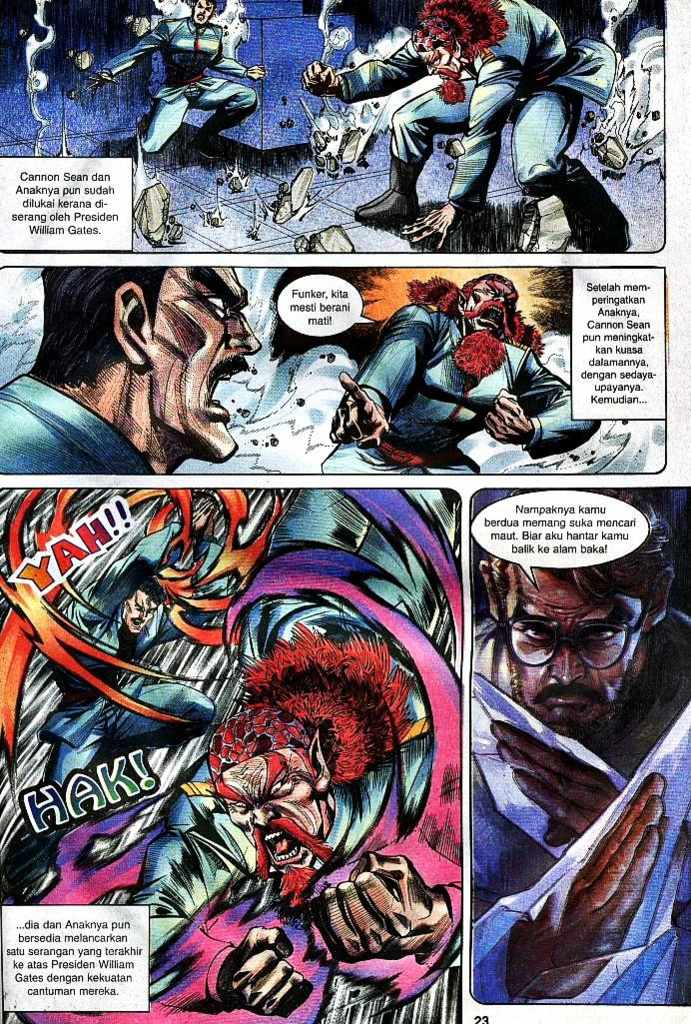 Cannon Sean dan
Anaknya pun sudah
dilukai kerana di-
serang oleh Presiden
William Gates.
Funker, kita
mesti berani
mati!
Setelah mem-
peringatkan
Anaknya,
Cannon Sean
pun meningkat-
kan kuasa
dalamannya,
dengan sedaya-
upayanya.
Kemudian...
YAH!!
HAK!
...dia dan Anaknya pun
bersedia melancarkan
satu serangan yang terakhir
ke atas Presiden William
Gates dengan kekuatan
cantuman mereka.
Nampaknya kamu
berdua memang suka mencari
maut. Biar aku hantar kamu
balik ke alam baka!
23